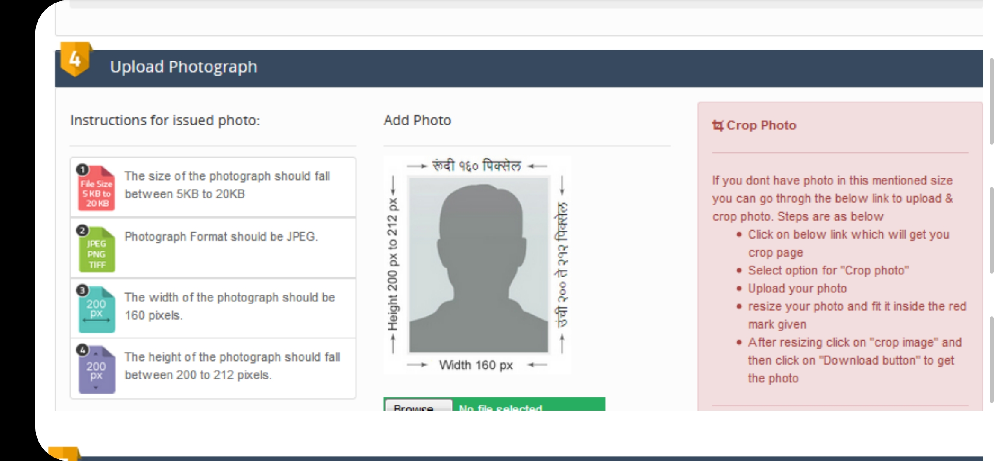 4
Upload Photograph
Instructions for issued photo:
1
File Size
5 KB to
20 KB
The size of the photograph should fall
between 5KB to 20KB
2
JPEG
PNG
TIFF
Photograph Format should be JPEG.
3
200
px
The width of the photograph should be
160 pixels.
4
200
px
The height of the photograph should fall
between 200 to 212 pixels.
Add Photo
रूंदी १६० पिक्सेल
Height 200 px to 212 px
उंची २०० ते २१२ पिक्सेल
Width 160 px
Browse...
No file selected.
Crop Photo
If you dont have photo in this mentioned size
you can go throgh the below link to upload &
crop photo. Steps are as below
• Click on below link which will get you
crop page
• Select option for "Crop photo"
• Upload your photo
• resize your photo and fit it inside the red
mark given
• After resizing click on "crop image" and
then click on "Download button" to get
the photo